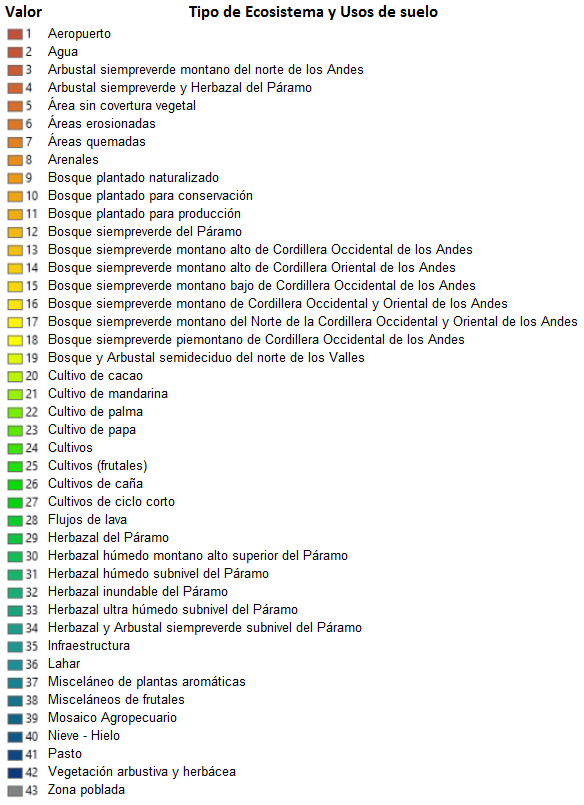 Valor Tipo de Ecosistema y Usos de suelo
1 Aeropuerto
2 Agua
3 Arbustal siempreverde montano del norte de los Andes
4 Arbustal siempreverde y Herbazal del Páramo
5 Área sin covertura vegetal
6 Áreas erosionadas
7 Áreas quemadas
8 Arenales
9 Bosque plantado naturalizado
10 Bosque plantado para conservación
11 Bosque plantado para producción
12 Bosque siempreverde del Páramo
13 Bosque siempreverde montano alto de Cordillera Occidental de los Andes
14 Bosque siempreverde montano alto de Cordillera Oriental de los Andes
15 Bosque siempreverde montano bajo de Cordillera Occidental de los Andes
16 Bosque siempreverde montano de Cordillera Occidental y Oriental de los Andes
17 Bosque siempreverde montano del Norte de la Cordillera Occidental y Oriental de los Andes
18 Bosque siempreverde piemontano de Cordillera Occidental de los Andes
19 Bosque y Arbustal semideciduo del norte de los Valles
20 Cultivo de cacao
21 Cultivo de mandarina
22 Cultivo de palma
23 Cultivo de papa
24 Cultivos
25 Cultivos (frutales)
26 Cultivos de caña
27 Cultivos de ciclo corto
28 Flujos de lava
29 Herbazal del Páramo
30 Herbazal húmedo montano alto superior del Páramo
31 Herbazal húmedo subnivel del Páramo
32 Herbazal inundable del Páramo
33 Herbazal ultra húmedo subnivel del Páramo
34 Herbazal y Arbustal siempreverde subnivel del Páramo
35 Infraestructura
36 Lahar
37 Misceláneo de plantas aromáticas
38 Misceláneos de frutales
39 Mosaico Agropecuario
40 Nieve - Hielo
41 Pasto
42 Vegetación arbustiva y herbácea
43 Zona poblada